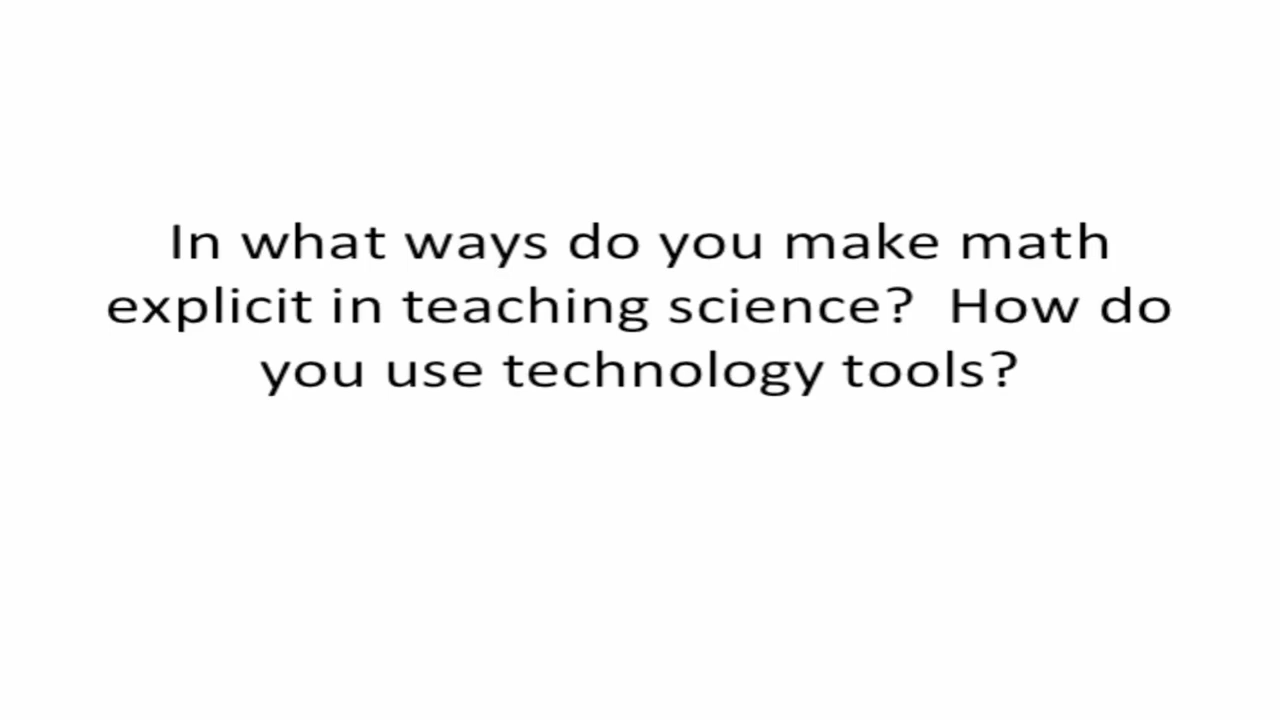 In what ways do you make math
explicit in teaching science?  How do
you use technology tools?